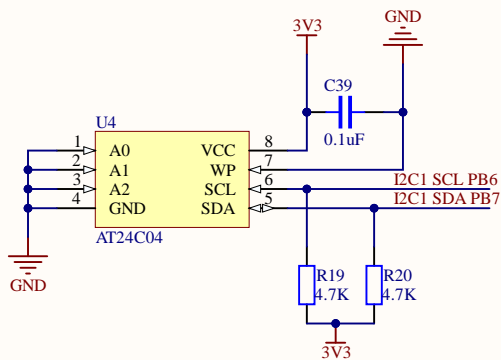 GND
3V3
C39
0.1uF
U4
1 A0 VCC 8
2 A1 WP 7
3 A2 SCL 6 I2C1 SCL PB6
4 GND SDA 5 I2C1 SDA PB7
AT24C04
GND
R19 R20
4.7K 4.7K
3V3